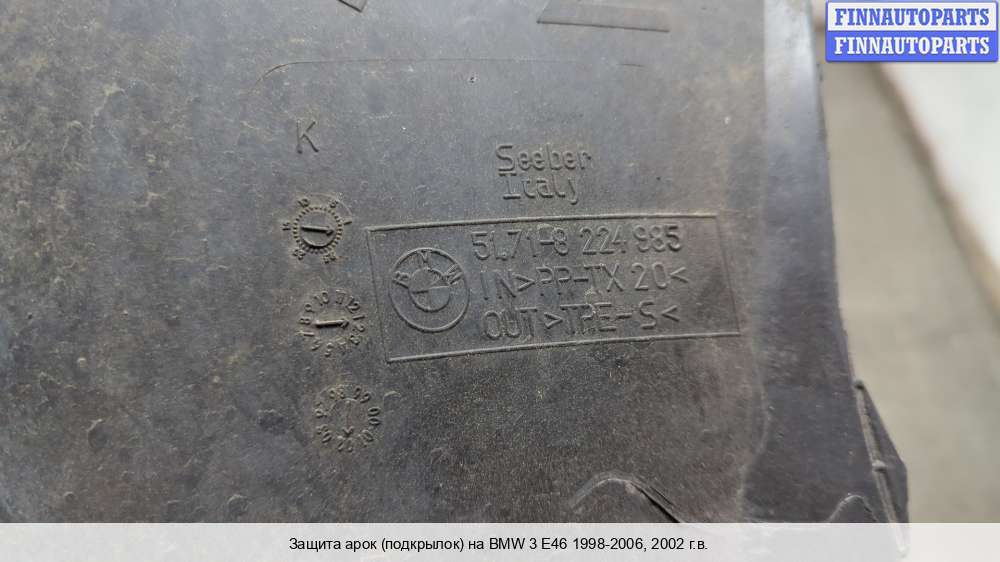 FINNAUTOPARTS
FINNAUTOPARTS
K
Seeber
Italy
BMW
51.71-8 224 985
IN>PP-TX 20<
OUT>TPE-S<
Защита арок (подкрылок) на BMW 3 E46 1998-2006, 2002 г.в.